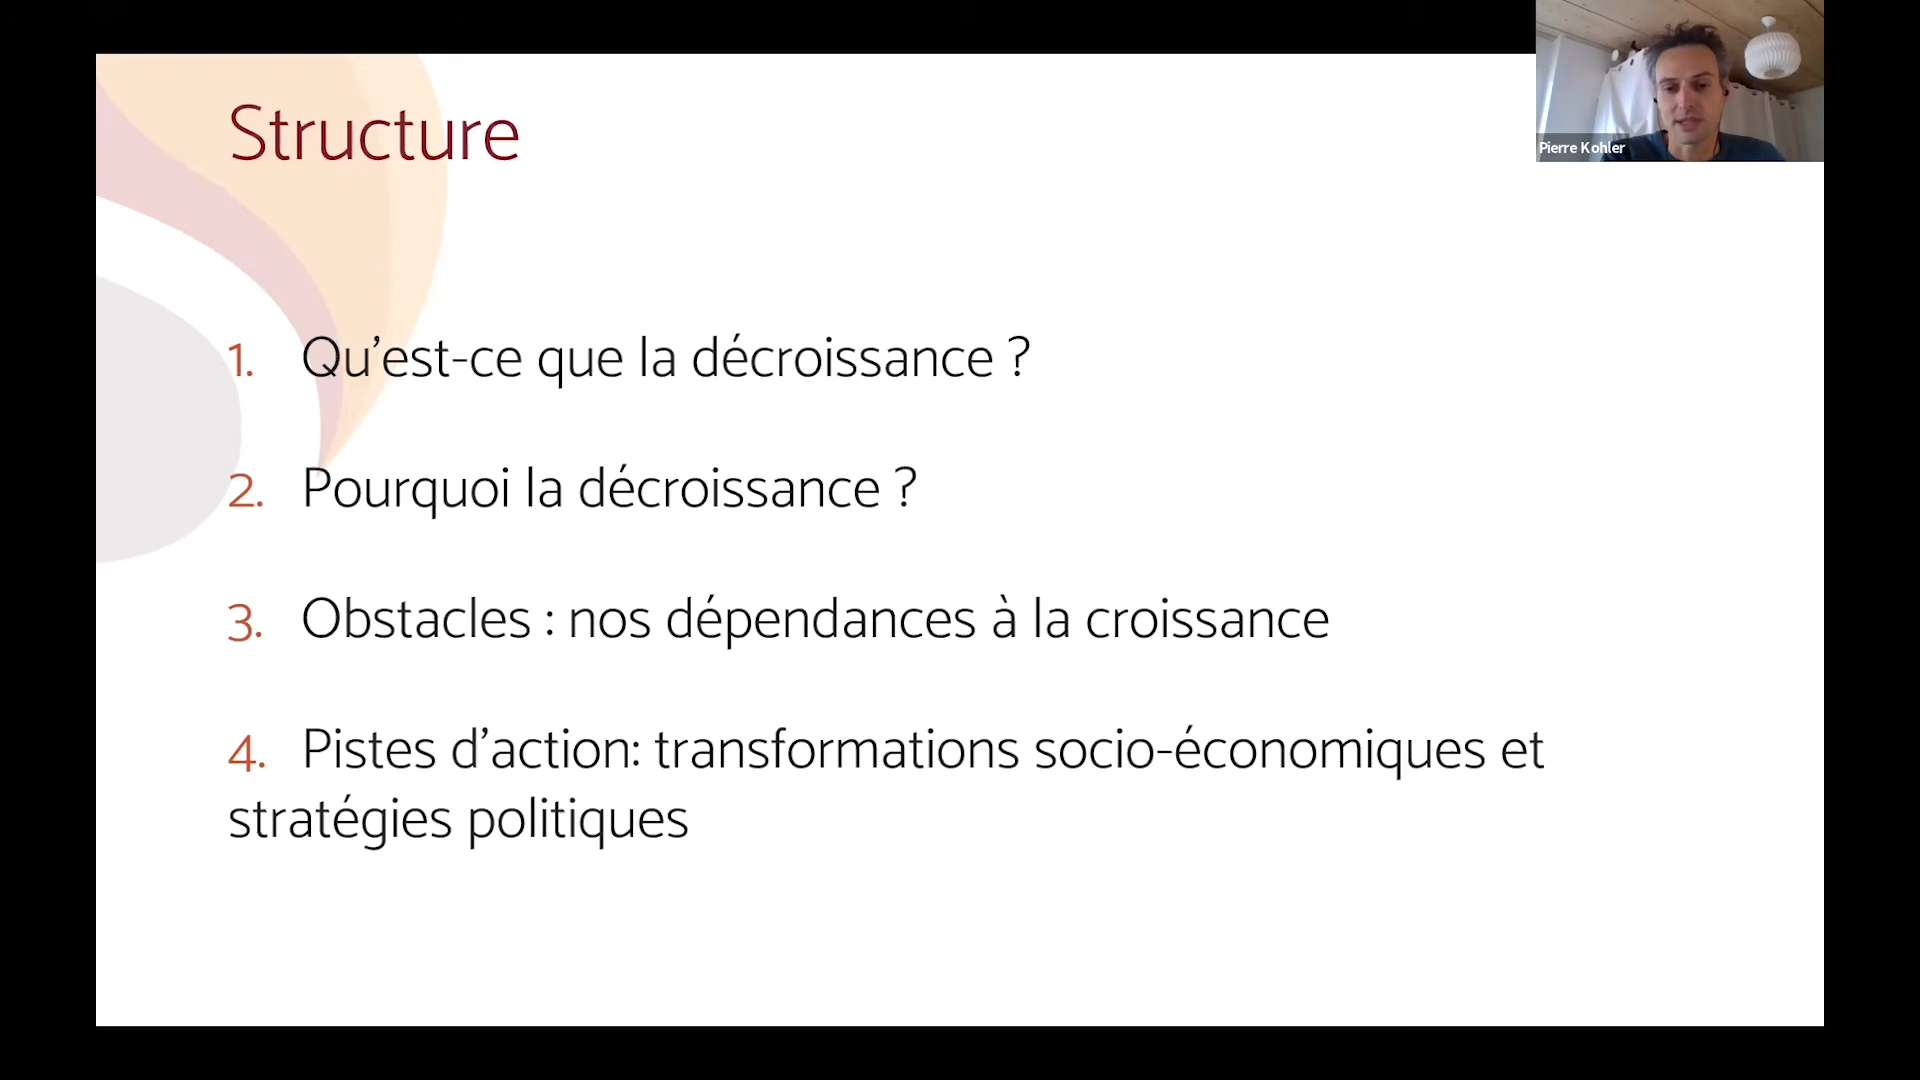 Structure
Pierre Kohler
1. Qu’est-ce que la décroissance ?
2. Pourquoi la décroissance ?
3. Obstacles : nos dépendances à la croissance
4. Pistes d’action: transformations socio-économiques et
stratégies politiques